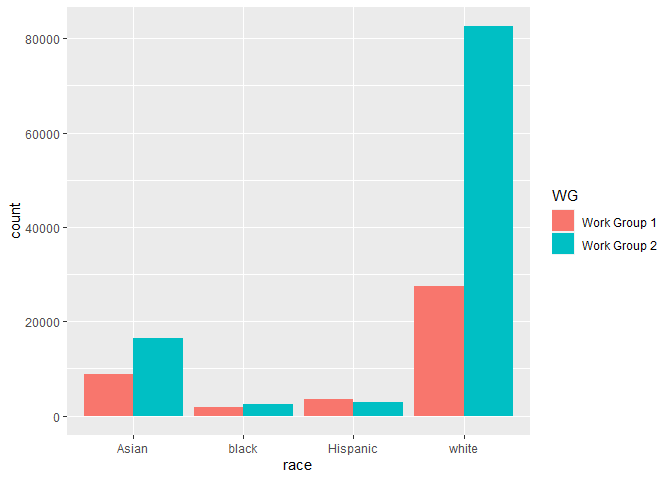 80000
60000
40000
20000
0
count
Asian
black
Hispanic
white
race
WG
Work Group 1
Work Group 2